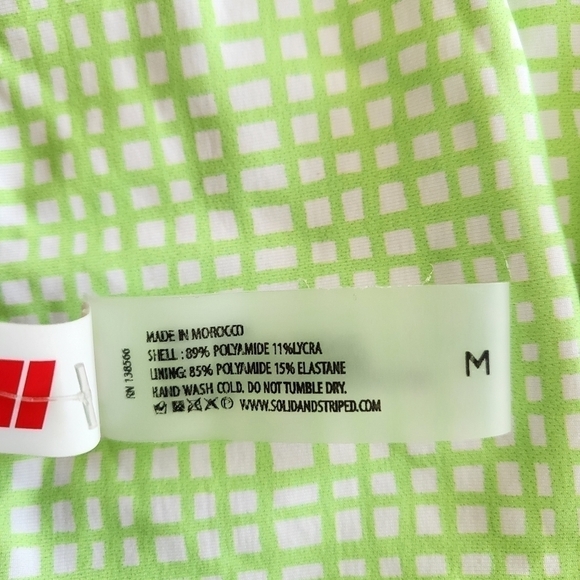 RN 138566
MADE IN MOROCCO
SHELL : 89% POLYAMIDE 11%LYCRA
LINING: 85% POLYAMIDE 15% ELASTANE
HAND WASH COLD. DO NOT TUMBLE DRY.
WWW.SOLIDANDSTRIPED.COM
M